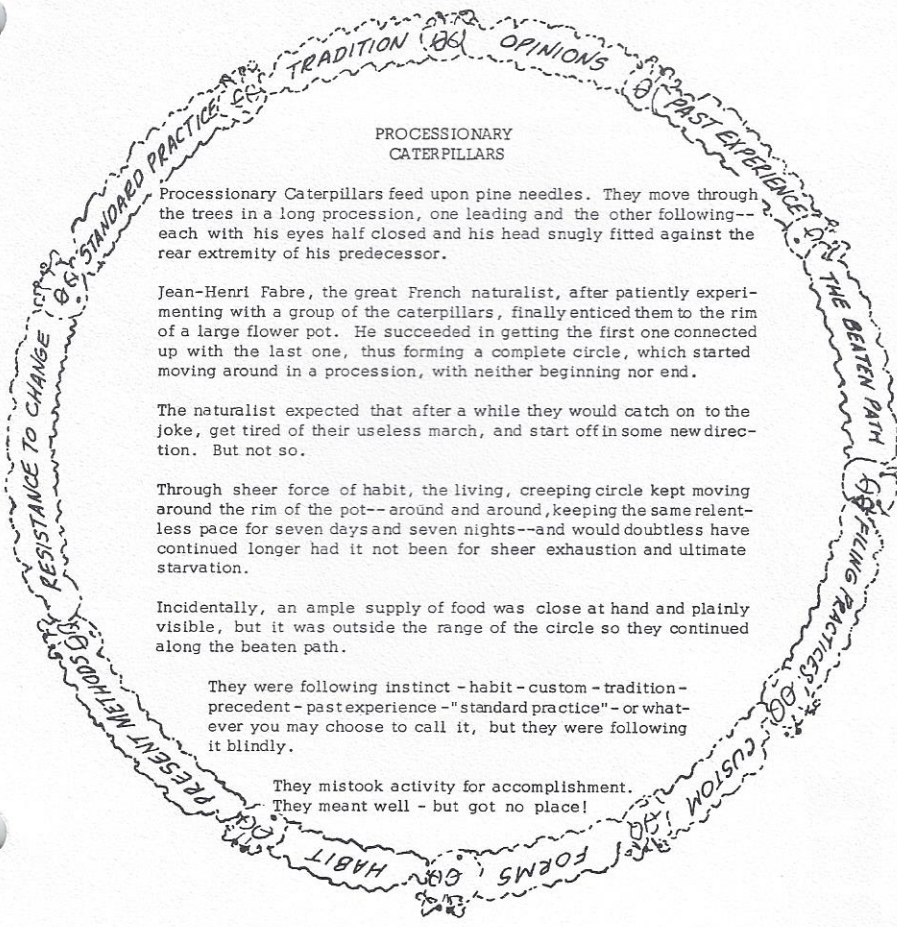 TRADITION
OPINIONS
PAST EXPERIENCE
THE BEATEN PATH
FILING PRACTICES'
CUSTOM
FORMS
HABIT
PRESENT METHODS
RESISTANCE TO CHANGE
STANDARD PRACTICE
PROCESSIONARY
CATERPILLARS
Processionary Caterpillars feed upon pine needles. They move through
the trees in a long procession, one leading and the other following--
each with his eyes half closed and his head snugly fitted against the
rear extremity of his predecessor.
Jean-Henri Fabre, the great French naturalist, after patiently experi-
menting with a group of the caterpillars, finally enticed them to the rim
of a large flower pot. He succeeded in getting the first one connected
up with the last one, thus forming a complete circle, which started
moving around in a procession, with neither beginning nor end.
The naturalist expected that after a while they would catch on to the
joke, get tired of their useless march, and start off in some new direc-
tion. But not so.
Through sheer force of habit, the living, creeping circle kept moving
around the rim of the pot--around and around, keeping the same relent-
less pace for seven days and seven nights--and would doubtless have
continued longer had it not been for sheer exhaustion and ultimate
starvation.
Incidentally, an ample supply of food was close at hand and plainly
visible, but it was outside the range of the circle so they continued
along the beaten path.
They were following instinct - habit - custom - tradition -
precedent - past experience - "standard practice" - or what-
ever you may choose to call it, but they were following
it blindly.
They mistook activity for accomplishment.
They meant well - but got no place!